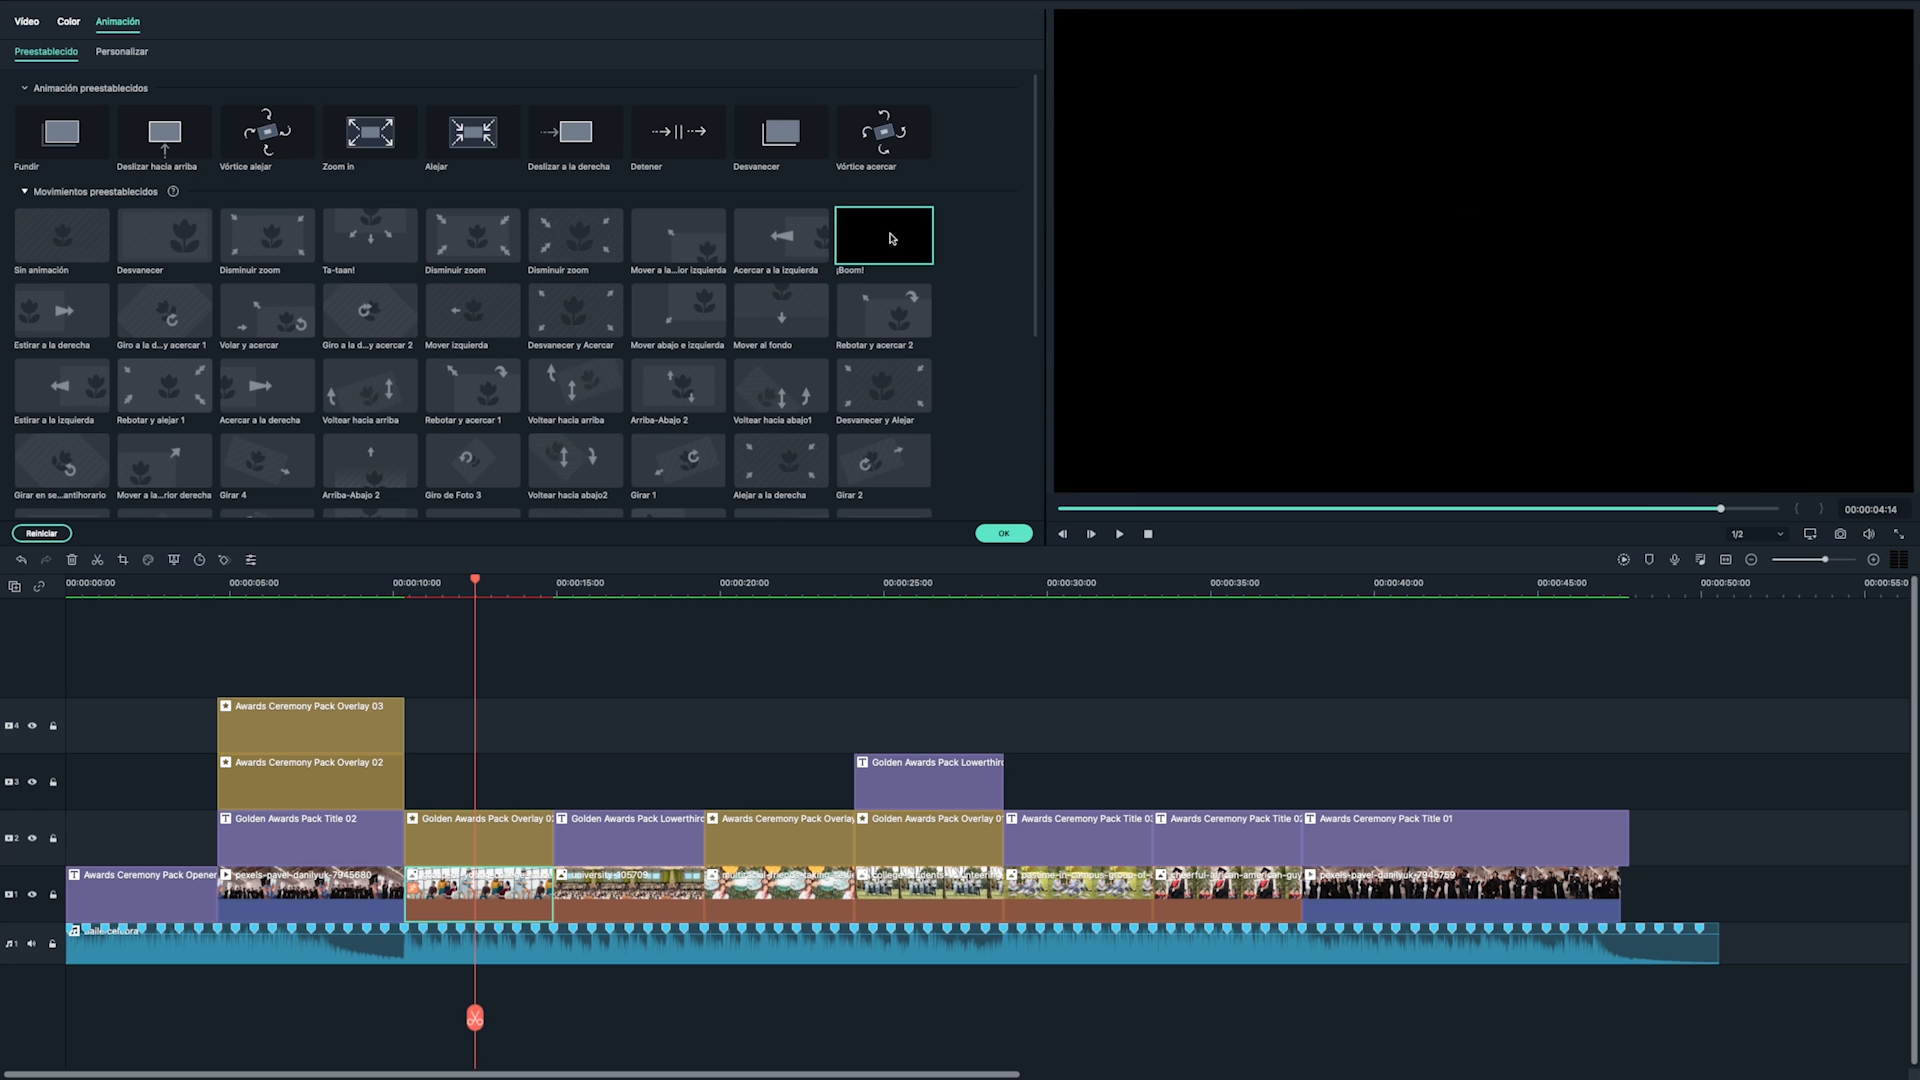 Vídeo Color Animación
Preestablecido Personalizar
Animación preestablecidos
Fundir Deslizar hacia arriba Vórtice alejar Zoom in Alejar Deslizar a la derecha Detener Desvanecer Vórtice acercar
Movimientos preestablecidos ?
Sin animación Desvanecer Disminuir zoom Ta-taan! Disminuir zoom Disminuir zoom Mover a la...ior izquierda Acercar a la izquierda ¡Boom!
Estirar a la derecha Giro a la d...y acercar 1 Volar y acercar Giro a la d...y acercar 2 Mover izquierda Desvanecer y Acercar Mover abajo e izquierda Mover al fondo Rebotar y acercar 2
Estirar a la izquierda Rebotar y alejar 1 Acercar a la derecha Voltear hacia arriba Rebotar y acercar 1 Voltear hacia arriba Arriba-Abajo 2 Voltear hacia abajo1 Desvanecer y Alejar
Girar en se...antihorario Mover a la...rior derecha Girar 4 Arriba-Abajo 2 Giro de Foto 3 Voltear hacia abajo2 Girar 1 Alejar a la derecha Girar 2
{ } 00:00:04:14
Reiniciar OK 1/2
00:00:00:00 00:00:05:00 00:00:10:00 00:00:15:00 00:00:20:00 00:00:25:00 00:00:30:00 00:00:35:00 00:00:40:00 00:00:45:00 00:00:50:00 00:00:55:0
Awards Ceremony Pack Overlay 03
4
Awards Ceremony Pack Overlay 02 Golden Awards Pack Lowerthird
3
Golden Awards Pack Title 02 Golden Awards Pack Overlay 0 Golden Awards Pack Lowerthird Awards Ceremony Pack Overlay Golden Awards Pack Overlay 0 Awards Ceremony Pack Title 03 Awards Ceremony Pack Title 02 Awards Ceremony Pack Title 01
2
Awards Ceremony Pack Opener pexels-pavel-danilyuk-7945680 university-105709 multiracial-friends-taking college-students-volunteering pastime-in-campus-group-of- cheerful-african-american-guy pexels-pavel-danilyuk-7945759
1
1